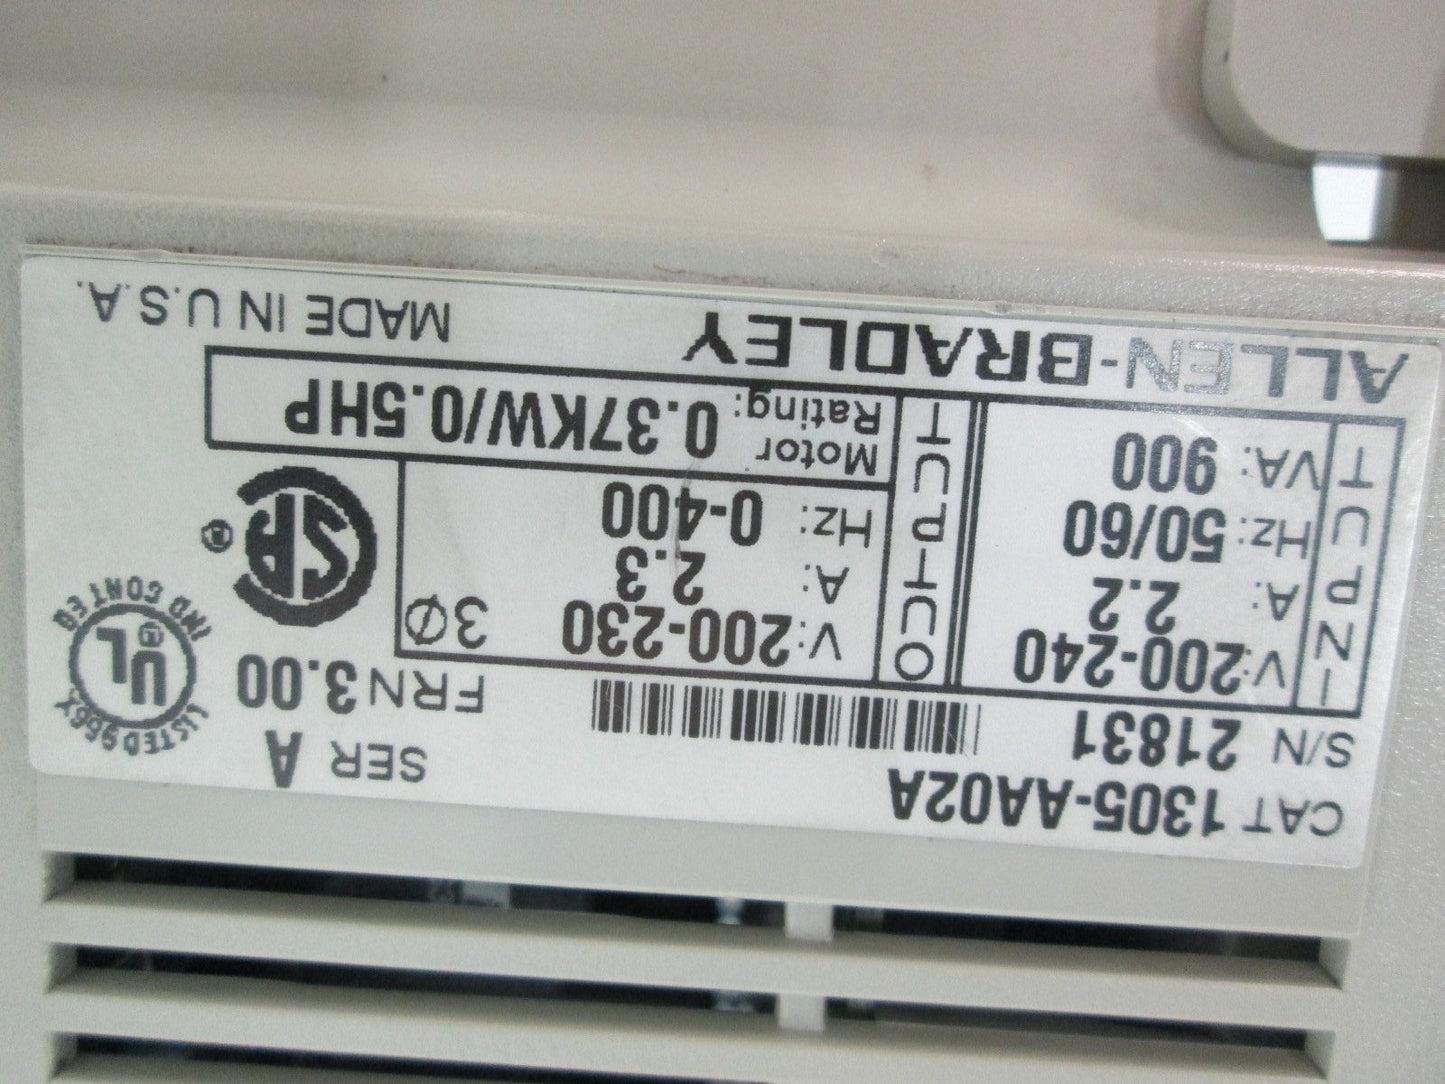 CAT 1305-AA02A
SER A
S/N 21831
FRN 3.00
INPUT
V: 200-240
A: 2.2
Hz: 50/60
VA: 900
OUTPUT
V: 200-230 3Ø
A: 2.3
Hz: 0-400
Motor Rating: 0.37KW/0.5HP
LISTED 966X
UL
IND CONT EQ
SA
ALLEN-BRADLEY
MADE IN U.S.A.